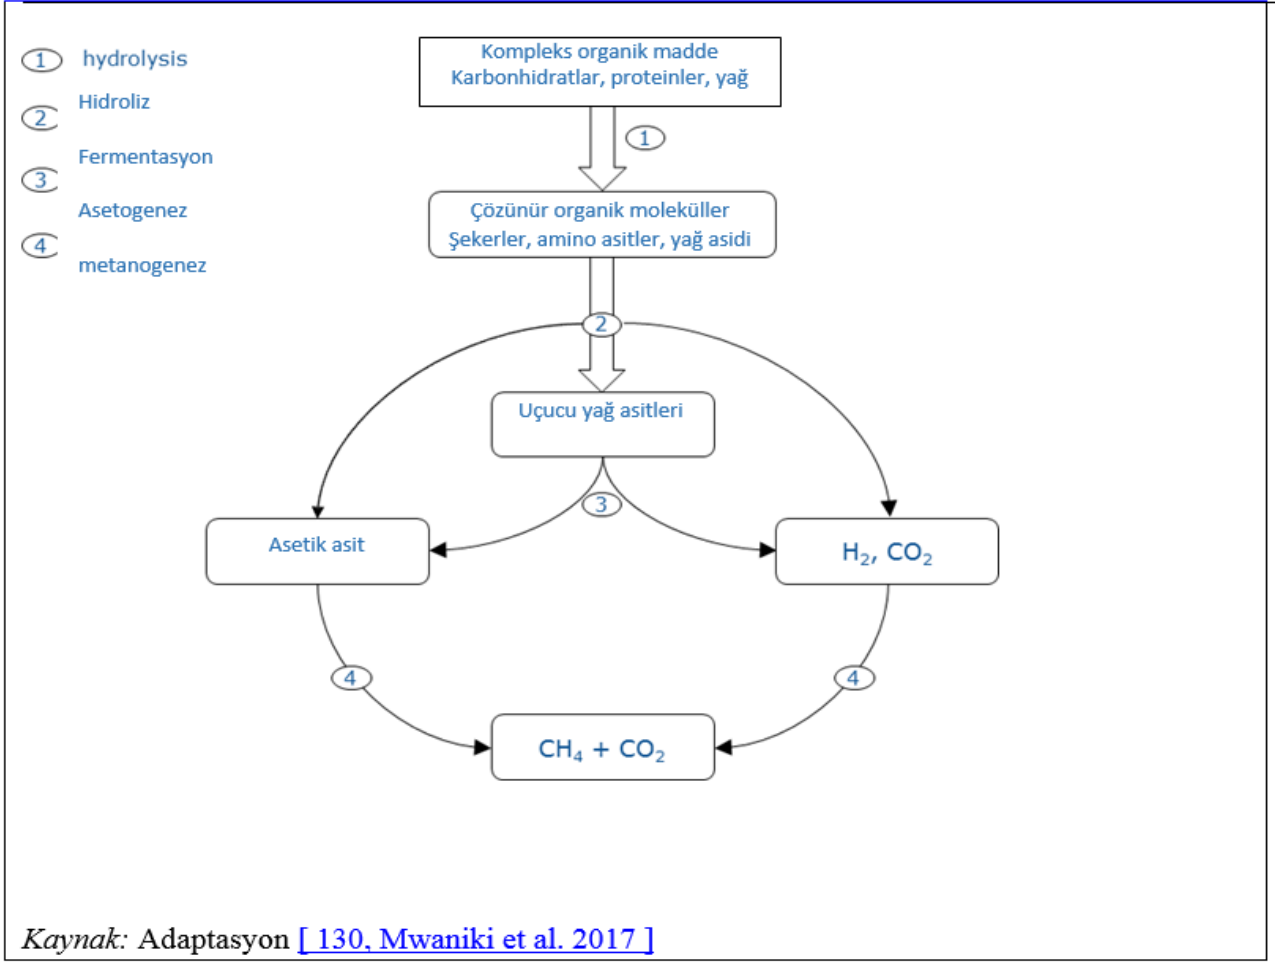 1 hydrolysis
Hidroliz
2
Fermentasyon
3
Asetogenez
4
metanogenez
Kompleks organik madde
Karbonhidratlar, proteinler, yağ
1
Çözünür organik moleküller
Şekerler, amino asitler, yağ asidi
2
Uçucu yağ asitleri
3
Asetik asit
H₂, CO₂
4
4
CH₄ + CO₂
Kaynak: Adaptasyon [ 130, Mwaniki et al. 2017 ]